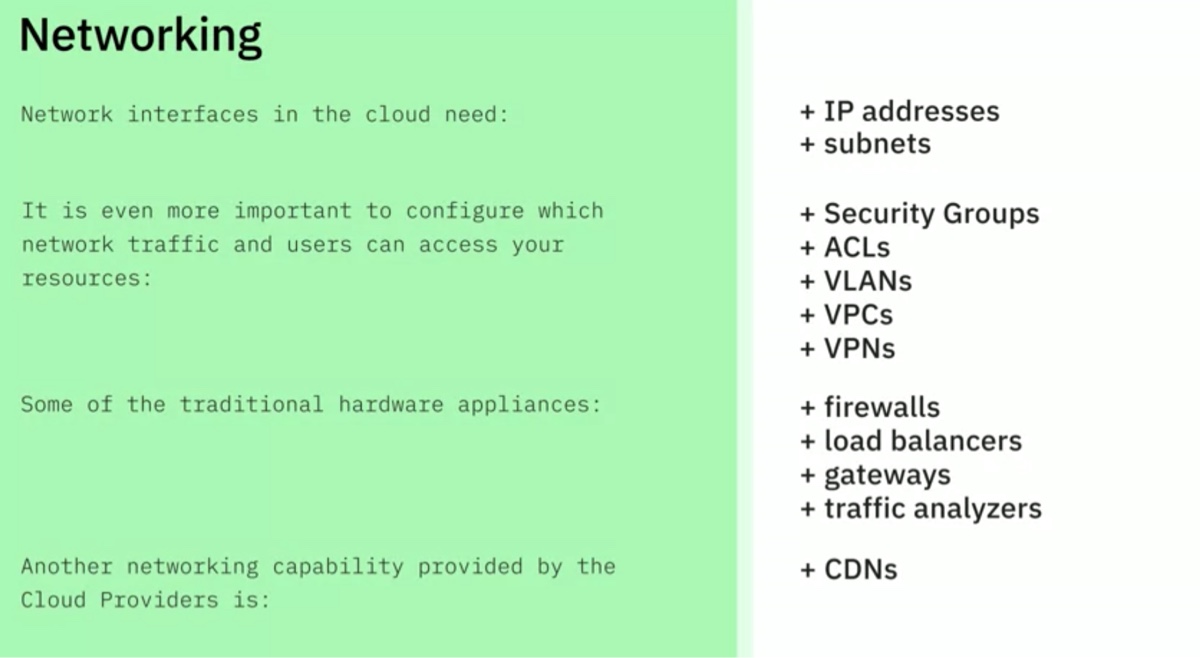 Networking
Network interfaces in the cloud need:
+ IP addresses
+ subnets
It is even more important to configure which
network traffic and users can access your
resources:
+ Security Groups
+ ACLs
+ VLANs
+ VPCs
+ VPNs
Some of the traditional hardware appliances:
+ firewalls
+ load balancers
+ gateways
+ traffic analyzers
Another networking capability provided by the
Cloud Providers is:
+ CDNs